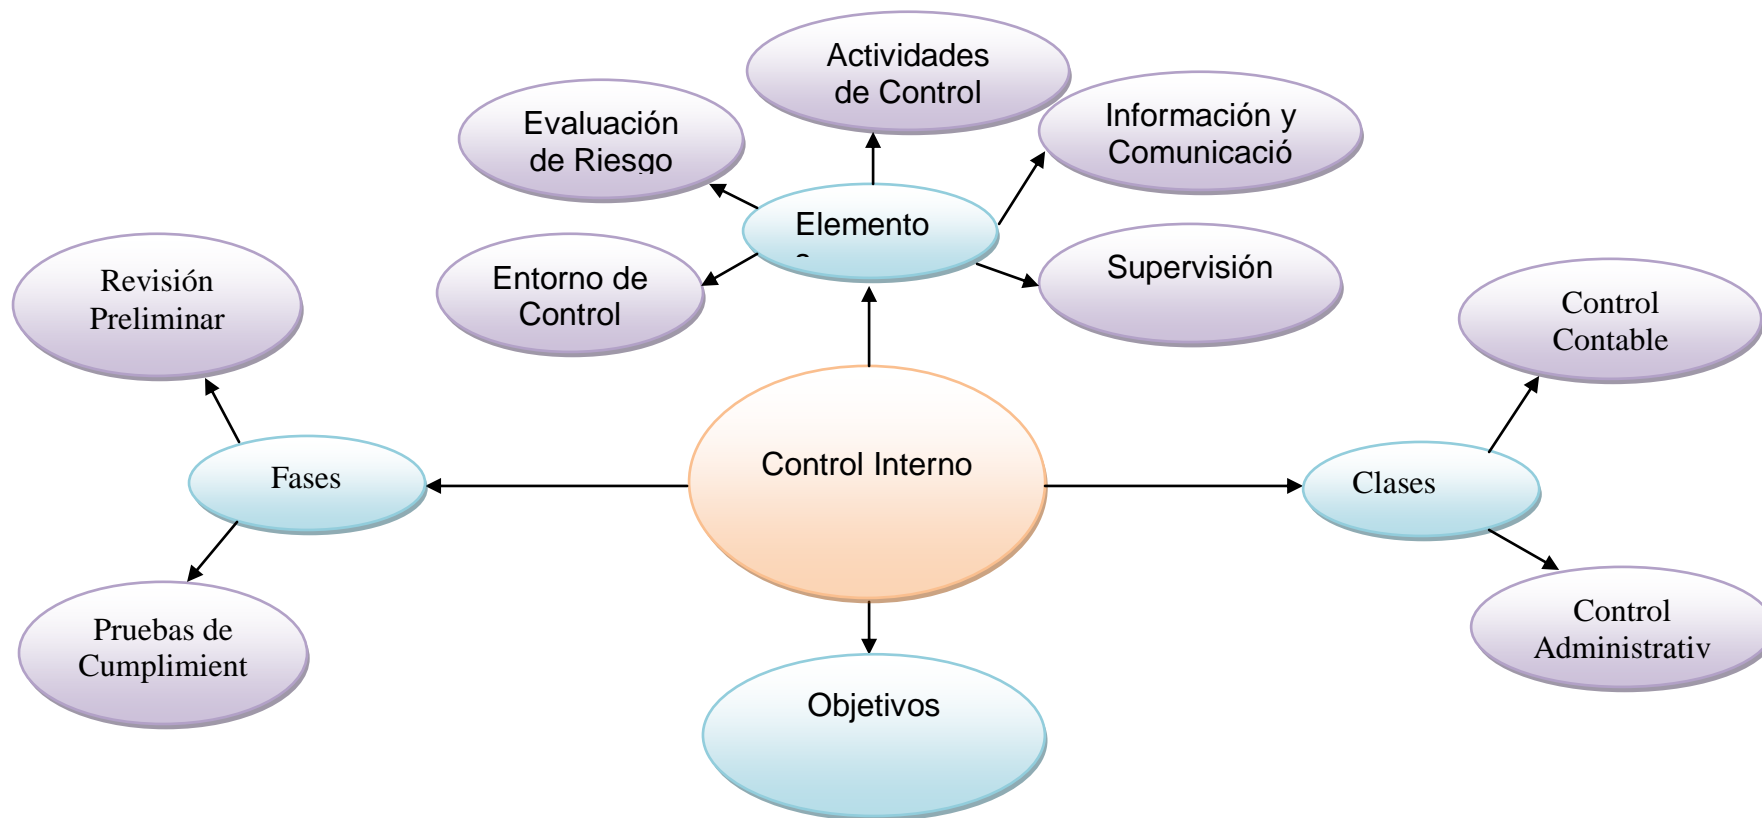 Actividades
de Control
Evaluación
de Riesgo
Información y
Comunicació
Elemento
Entorno de
Control
Supervisión
Revisión
Preliminar
Control
Contable
Fases
Control Interno
Clases
Pruebas de
Cumplimient
Control
Administrativ
Objetivos